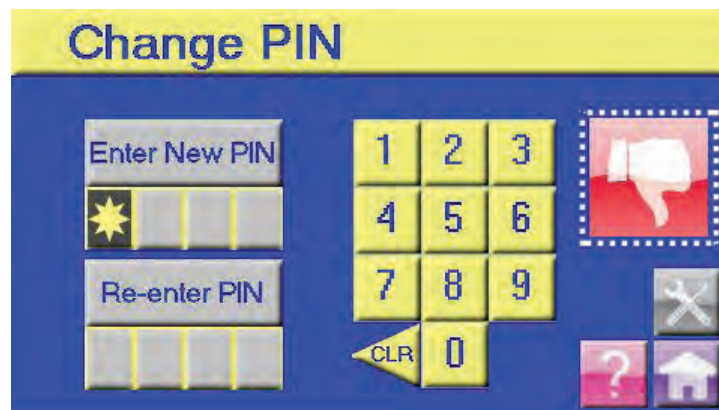 Change PIN
Enter New PIN
1 2 3
4 5 6
Re-enter PIN
7 8 9
CLR 0
?